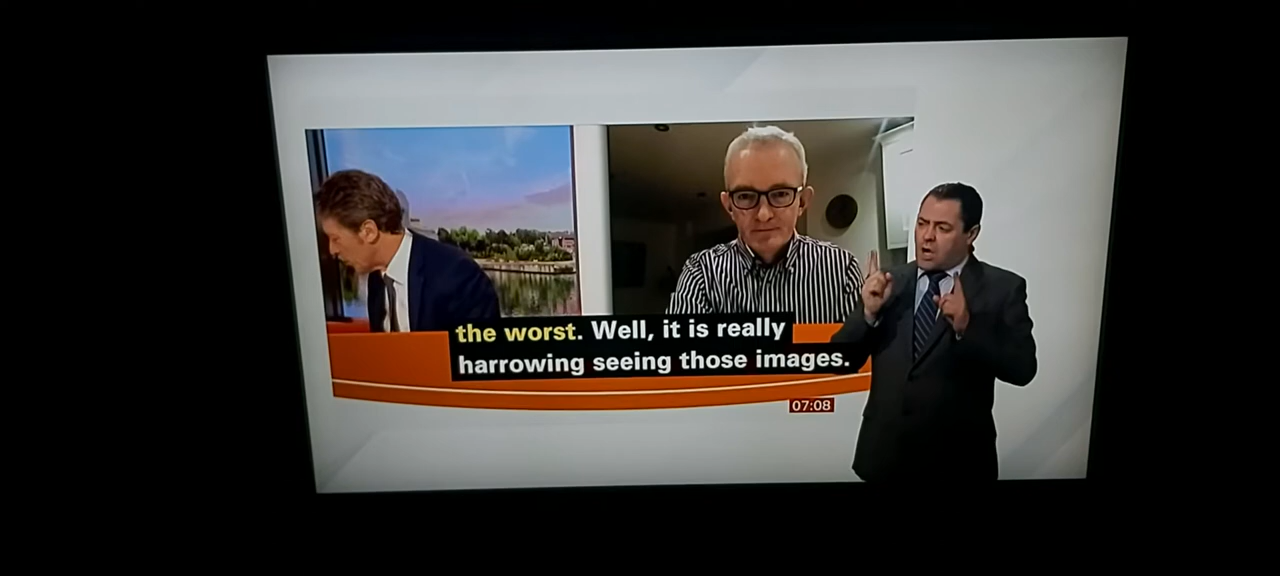 the worst. Well, it is really
harrowing seeing those images.
07:08